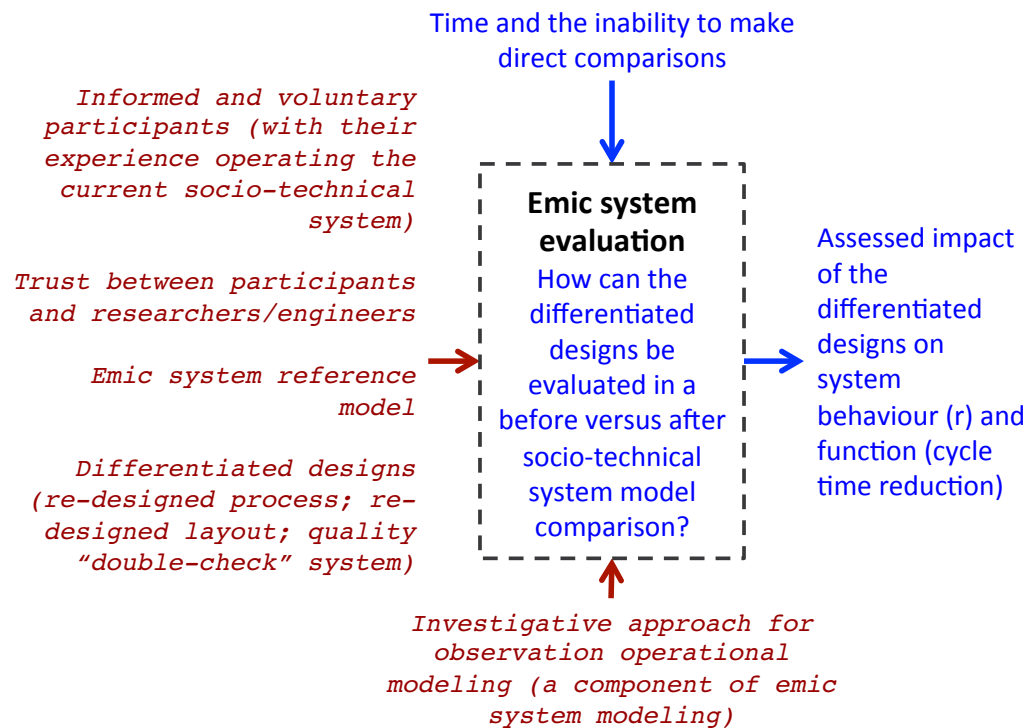 Time and the inability to make
direct comparisons
Informed and voluntary
participants (with their
experience operating the
current socio-technical
system)
Trust between participants
and researchers/engineers
Emic system reference
model
Differentiated designs
(re-designed process; re-
designed layout; quality
“double-check” system)
Emic system
evaluation
How can the
differentiated
designs be
evaluated in a
before versus after
socio-technical
system model
comparison?
Assessed impact
of the
differentiated
designs on
system
behaviour (r) and
function (cycle
time reduction)
Investigative approach for
observation operational
modeling (a component of emic
system modeling)